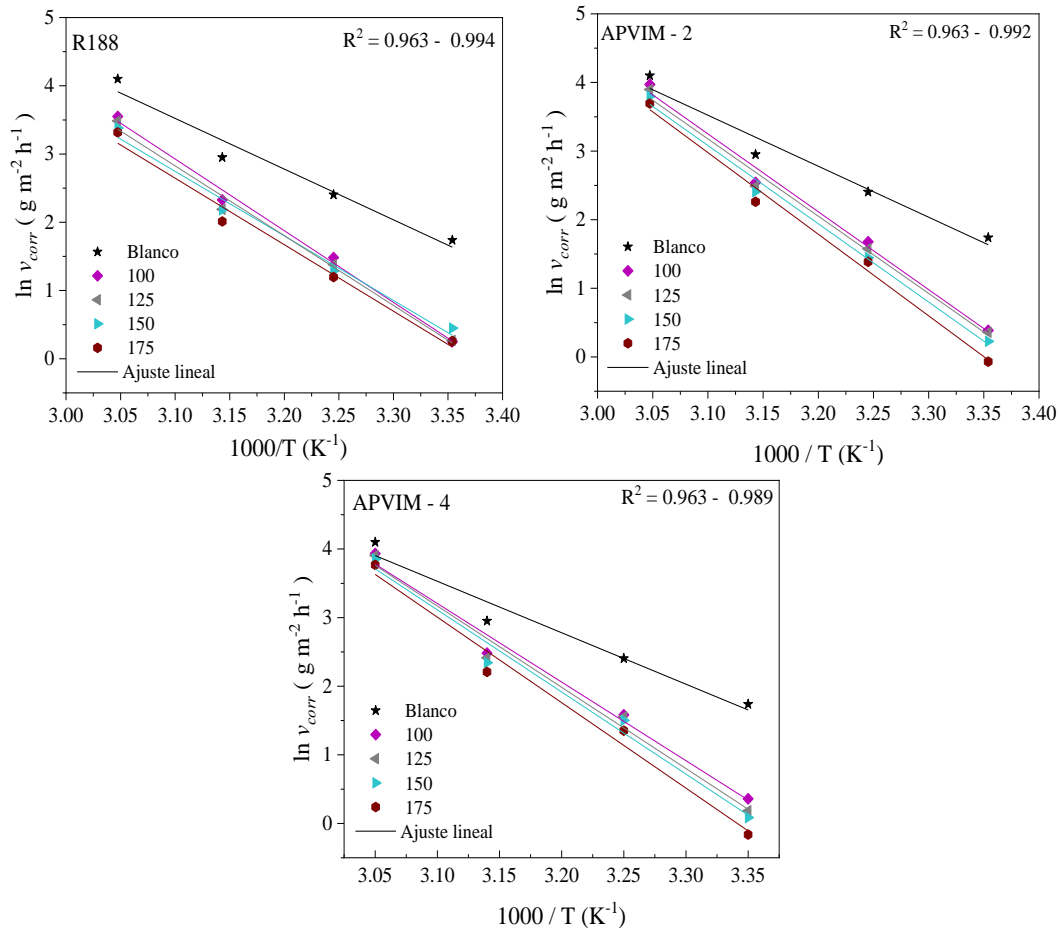 R188
R² = 0.963 - 0.994
5
4
3
2
1
0
ln v_corr ( g m⁻² h⁻¹ )
Blanco
100
125
150
175
Ajuste lineal
3.00 3.05 3.10 3.15 3.20 3.25 3.30 3.35 3.40
1000/T (K⁻¹)
APVIM - 2
R² = 0.963 - 0.992
5
4
3
2
1
0
ln v_corr ( g m⁻² h⁻¹ )
Blanco
100
125
150
175
Ajuste lineal
3.00 3.05 3.10 3.15 3.20 3.25 3.30 3.35 3.40
1000 / T (K⁻¹)
APVIM - 4
R² = 0.963 - 0.989
5
4
3
2
1
0
ln v_corr ( g m⁻² h⁻¹ )
Blanco
100
125
150
175
Ajuste lineal
3.05 3.10 3.15 3.20 3.25 3.30 3.35
1000 / T (K⁻¹)